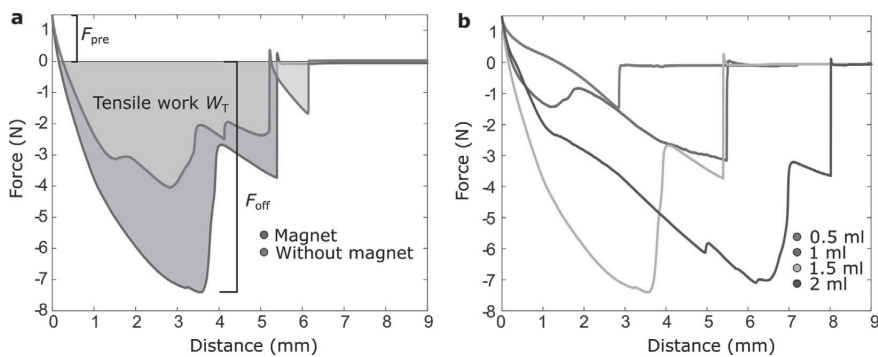 a
F_pre
Tensile work W_T
F_off
Magnet
Without magnet
Force (N)
1
0
-1
-2
-3
-4
-5
-6
-7
-8
0 1 2 3 4 5 6 7 8 9
Distance (mm)
b
0.5 ml
1 ml
1.5 ml
2 ml
Force (N)
1
0
-1
-2
-3
-4
-5
-6
-7
-8
0 1 2 3 4 5 6 7 8 9
Distance (mm)